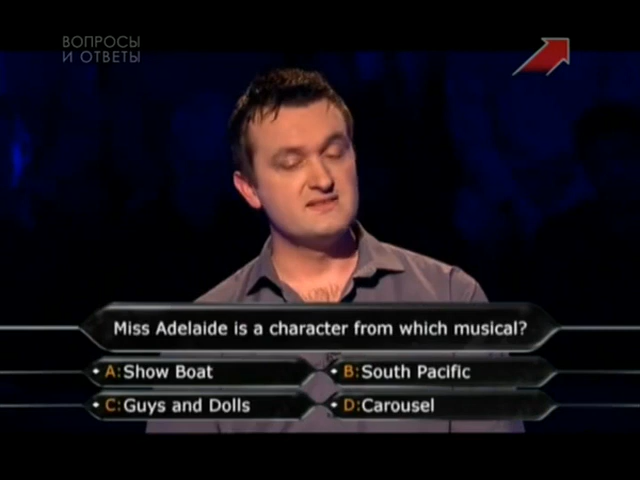 ВОПРОСЫ
И ОТВЕТЫ
Miss Adelaide is a character from which musical?
A: Show Boat
B: South Pacific
C: Guys and Dolls
D: Carousel